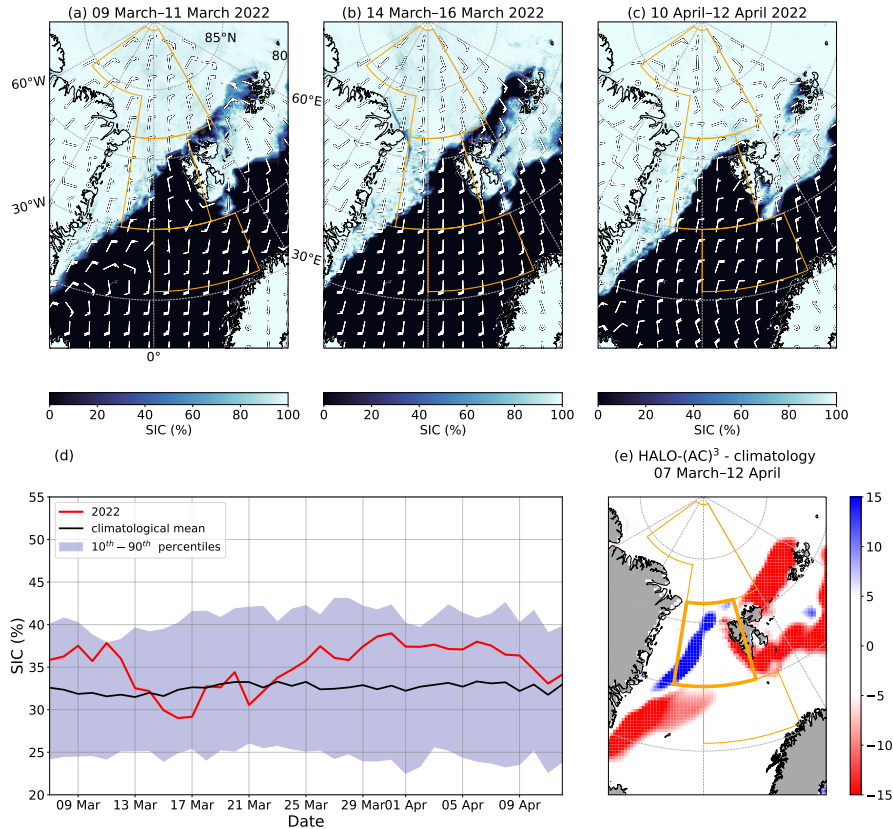 (a) 09 March–11 March 2022
(b) 14 March–16 March 2022
(c) 10 April–12 April 2022
85°N
80
60°W
60°E
30°W
30°E
0°
0 20 40 60 80 100
SIC (%)
0 20 40 60 80 100
SIC (%)
0 20 40 60 80 100
SIC (%)
(d)
55
50
45
40
35
30
25
20
SIC (%)
2022
climatological mean
10th − 90th percentiles
09 Mar 13 Mar 17 Mar 21 Mar 25 Mar 29 Mar 01 Apr 05 Apr 09 Apr
Date
(e) HALO-(AC)3 - climatology
07 March–12 April
15
10
5
0
−5
−10
−15